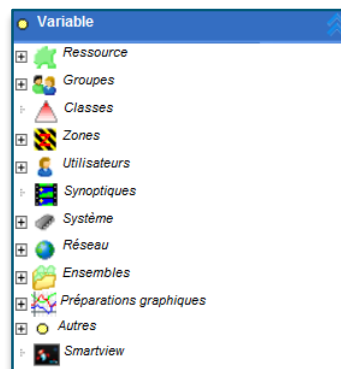 Variable
Ressource
Groupes
Classes
Zones
Utilisateurs
Synoptiques
Système
Réseau
Ensembles
Préparations graphiques
Autres
Smartview